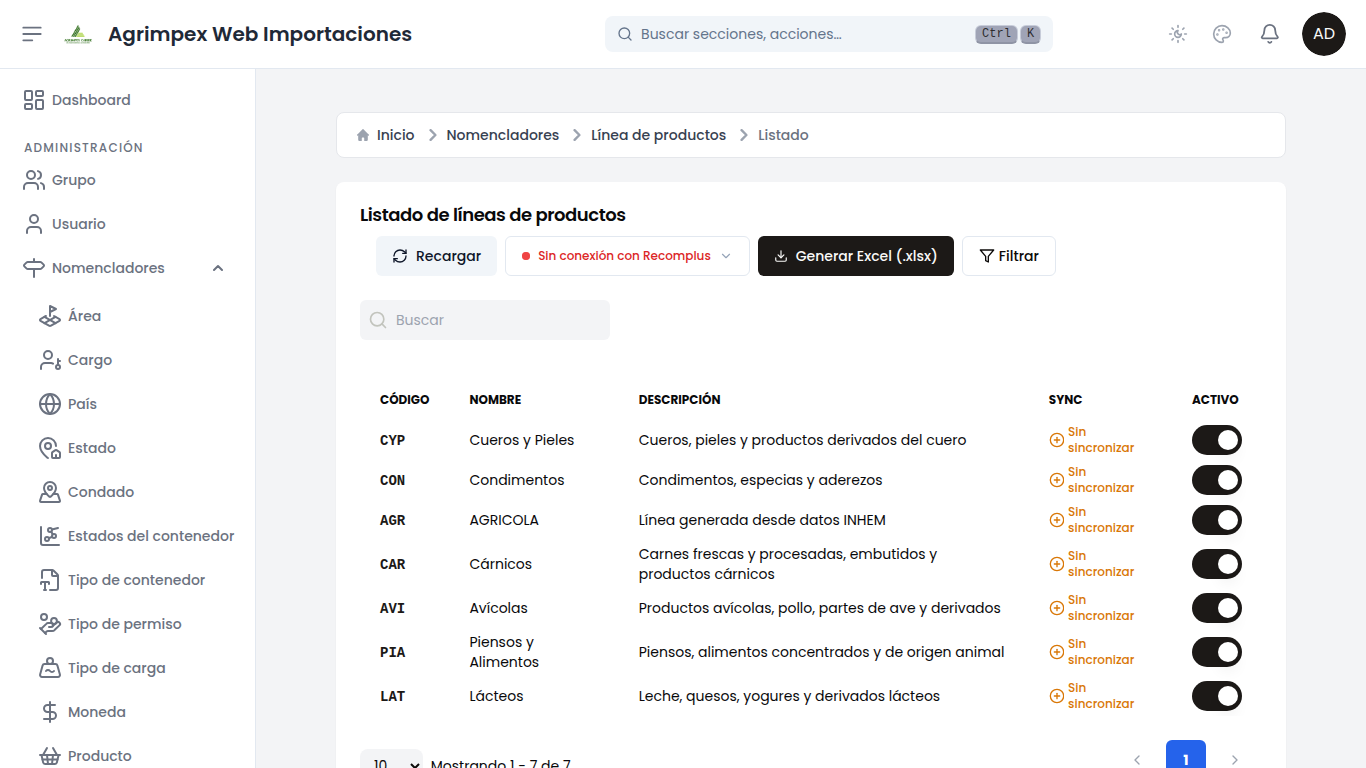 Agrimpex Web Importaciones
Buscar secciones, acciones...
Ctrl K
AD
Dashboard
ADMINISTRACIÓN
Grupo
Usuario
Nomencladores
Área
Cargo
País
Estado
Condado
Estados del contenedor
Tipo de contenedor
Tipo de permiso
Tipo de carga
Moneda
Producto
Inicio Nomencladores Línea de productos Listado
Listado de líneas de productos
Recargar Sin conexión con Recomplus Generar Excel (.xlsx) Filtrar
Buscar
CÓDIGO NOMBRE DESCRIPCIÓN SYNC ACTIVO
CYP Cueros y Pieles Cueros, pieles y productos derivados del cuero Sin
sincronizar
CON Condimentos Condimentos, especias y aderezos Sin
sincronizar
AGR AGRICOLA Línea generada desde datos INHEM Sin
sincronizar
CAR Cárnicos Carnes frescas y procesadas, embutidos y
productos cárnicos Sin
sincronizar
AVI Avícolas Productos avícolas, pollo, partes de ave y derivados Sin
sincronizar
PIA Piensos y
Alimentos Piensos, alimentos concentrados y de origen animal Sin
sincronizar
LAT Lácteos Leche, quesos, yogures y derivados lácteos Sin
sincronizar
10 Mostrando 1 - 7 de 7 1